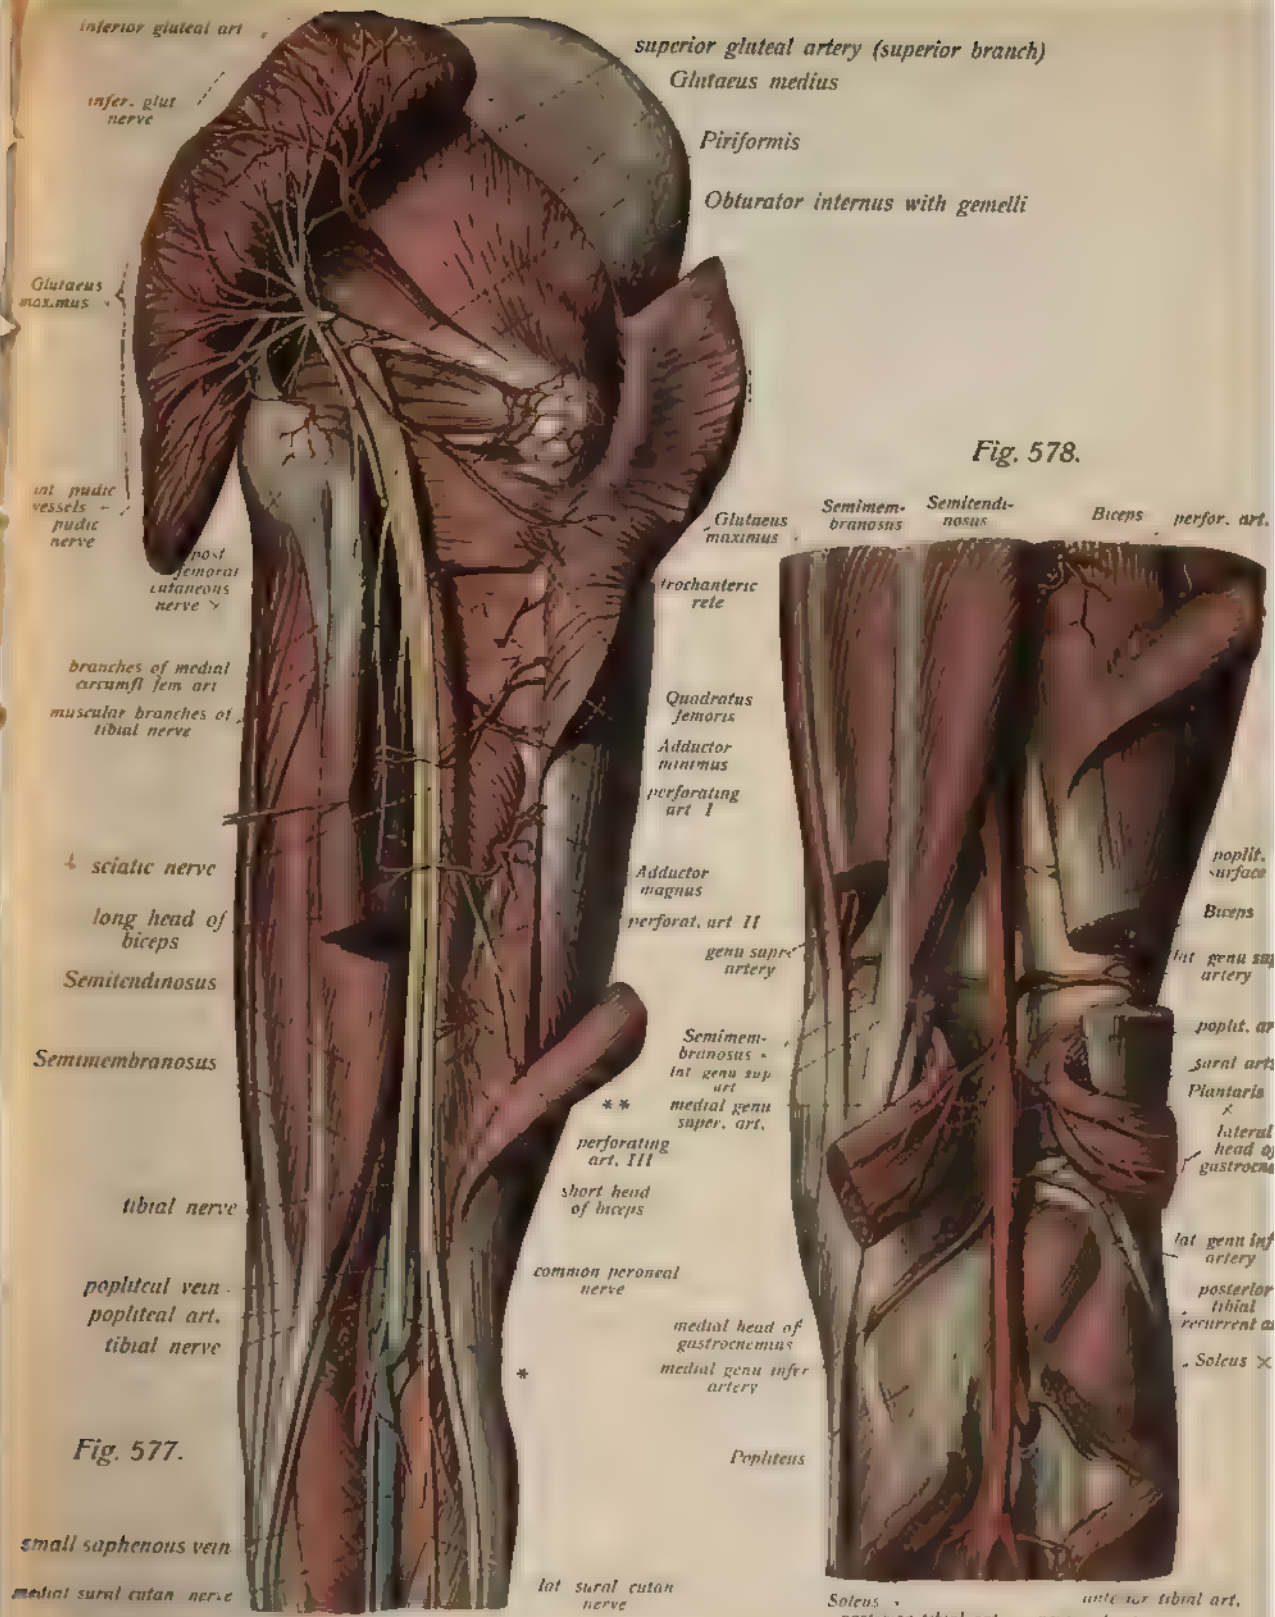 inferior gluteal art
infer. glut
nerve
Glutaeus
maximus
int pudic
vessels
pudic
nerve
post
femoral
cutaneous
nerve
branches of medial
circumfl fem art
muscular branches of
tibial nerve
sciatic nerve
long head of
biceps
Semitendinosus
Semimembranosus
tibial nerve
popliteal vein
popliteal art.
tibial nerve
Fig. 577.
small saphenous vein
medial sural cutan nerve
superior gluteal artery (superior branch)
Glutaeus medius
Piriformis
Obturator internus with gemelli
Glutaeus
maximus
trochanteric
rete
Quadratus
femoris
Adductor
minimus
perforating
art I
Adductor
magnus
perforat. art II
**
perforating
art. III
short head
of biceps
common peroneal
nerve
*
lat sural cutan
nerve
Fig. 578.
Semimem-
branosus
Semitendi-
nosus
Biceps
perfor. art.
genu supr
artery
Semimem-
branosus
lat genu sup
art
medial genu
super. art.
medial head of
gastrocnemius
medial genu infer
artery
Popliteus
poplit.
surface
Biceps
lat genu sup
artery
poplit. ar
sural art
Plantaris
lateral
head of
gastrocne
lat genu inf
artery
posterior
tibial
recurrent a
Soleus
Soleus
anterior tibial art.